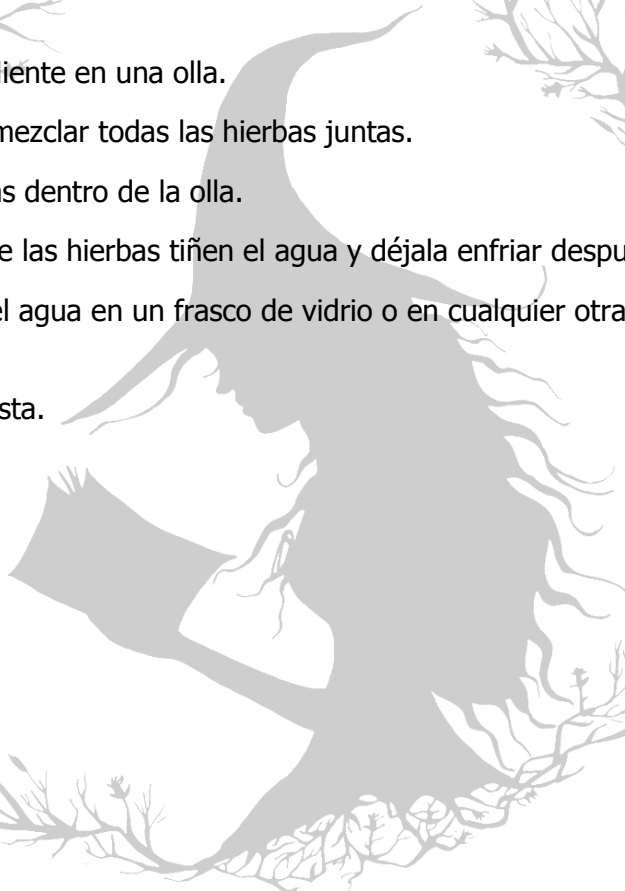 liente en una olla.
mezclar todas las hierbas juntas.
s dentro de la olla.
e las hierbas tiñen el agua y déjala enfriar despu
el agua en un frasco de vidrio o en cualquier otra
sta.